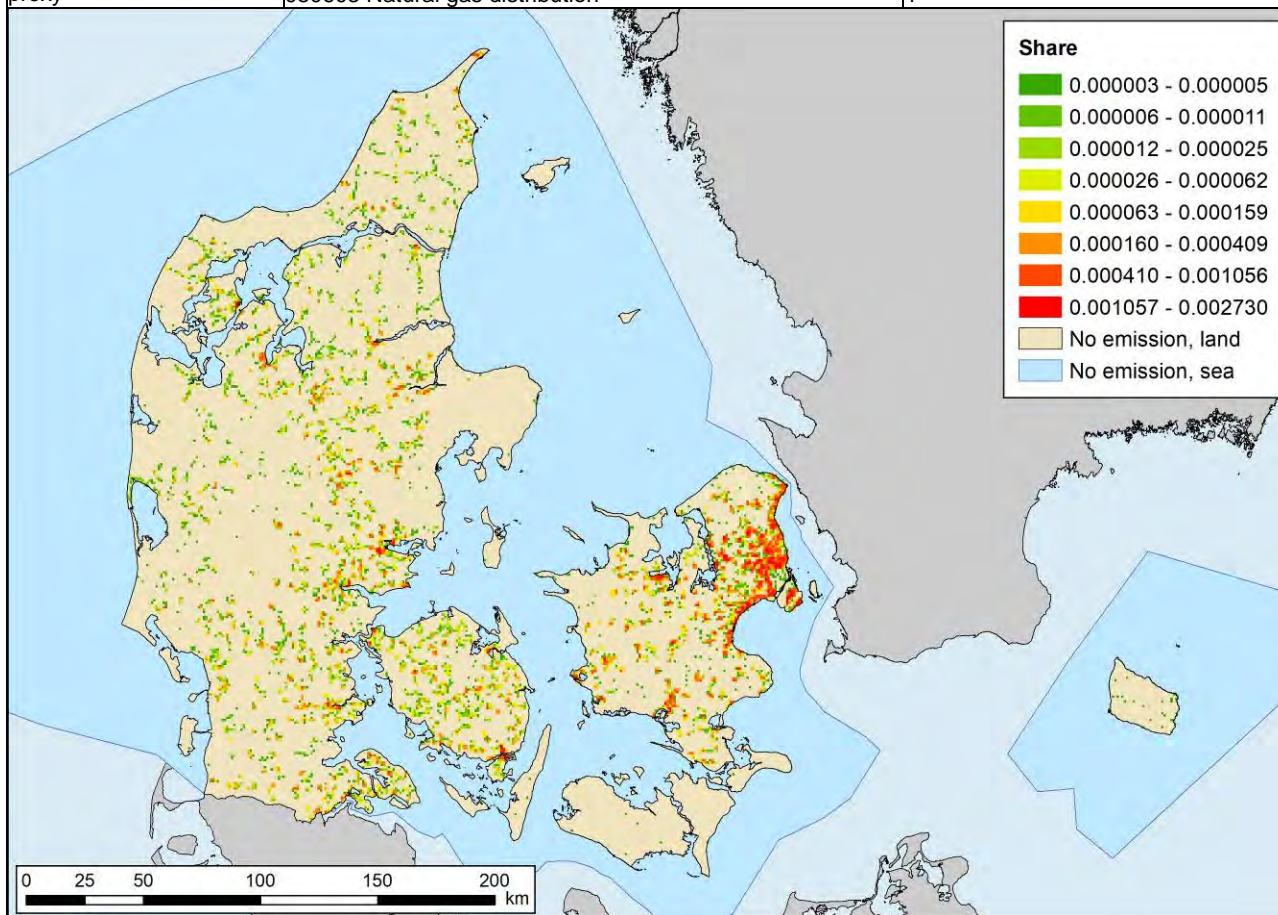 Natural gas distribution
Share
0.000003 - 0.000005
0.000006 - 0.000011
0.000012 - 0.000025
0.000026 - 0.000062
0.000063 - 0.000159
0.000160 - 0.000409
0.000410 - 0.001056
0.001057 - 0.002730
No emission, land
No emission, sea
0 25 50 100 150 200
km